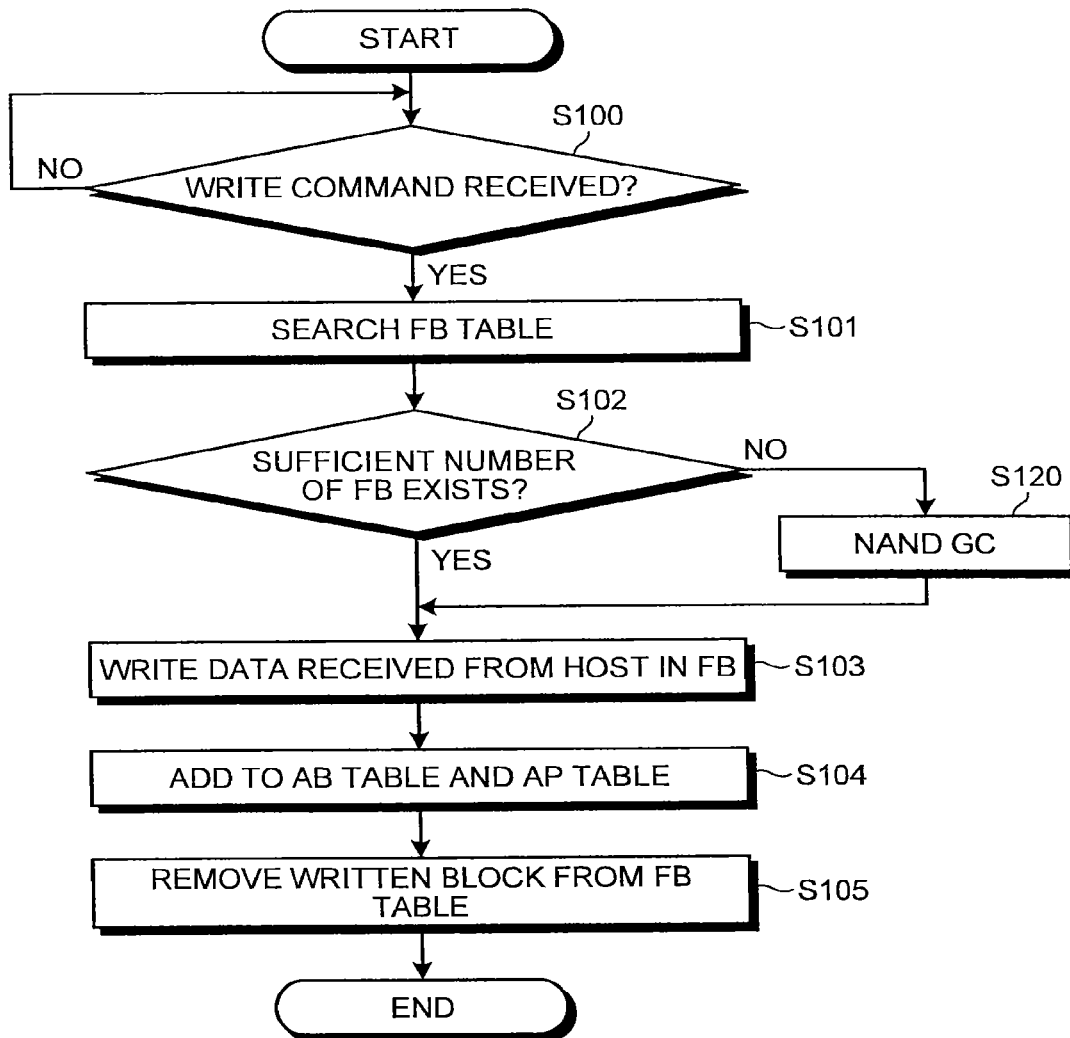 START
S100
NO
WRITE COMMAND RECEIVED?
YES
SEARCH FB TABLE
S101
S102
SUFFICIENT NUMBER
OF FB EXISTS?
NO
S120
NAND GC
YES
WRITE DATA RECEIVED FROM HOST IN FB
S103
ADD TO AB TABLE AND AP TABLE
S104
REMOVE WRITTEN BLOCK FROM FB
TABLE
S105
END